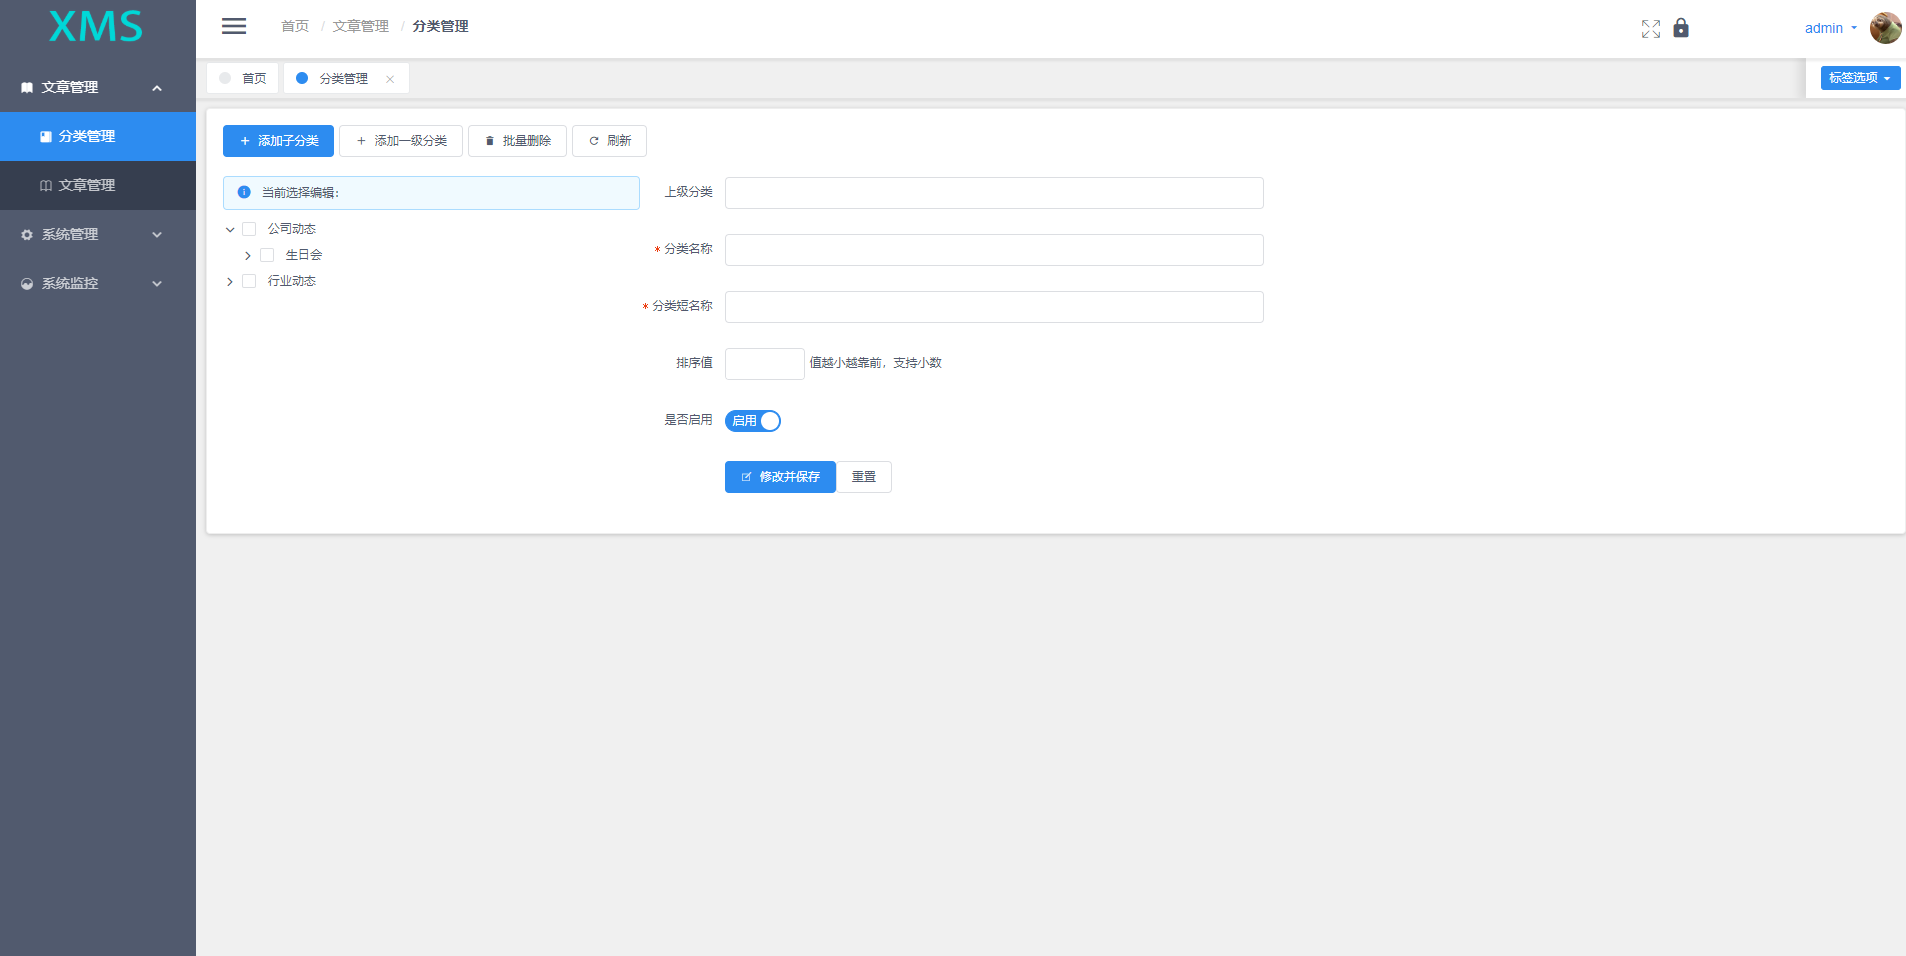 XMS
首页 / 文章管理 / 分类管理
admin
文章管理
分类管理
文章管理
系统管理
系统监控
首页
分类管理
标签选项
添加子分类
添加一级分类
批量删除
刷新
当前选择编辑：
公司动态
生日会
行业动态
上级分类
* 分类名称
* 分类短名称
排序值
值越小越靠前，支持小数
是否启用
启用
修改并保存
重置